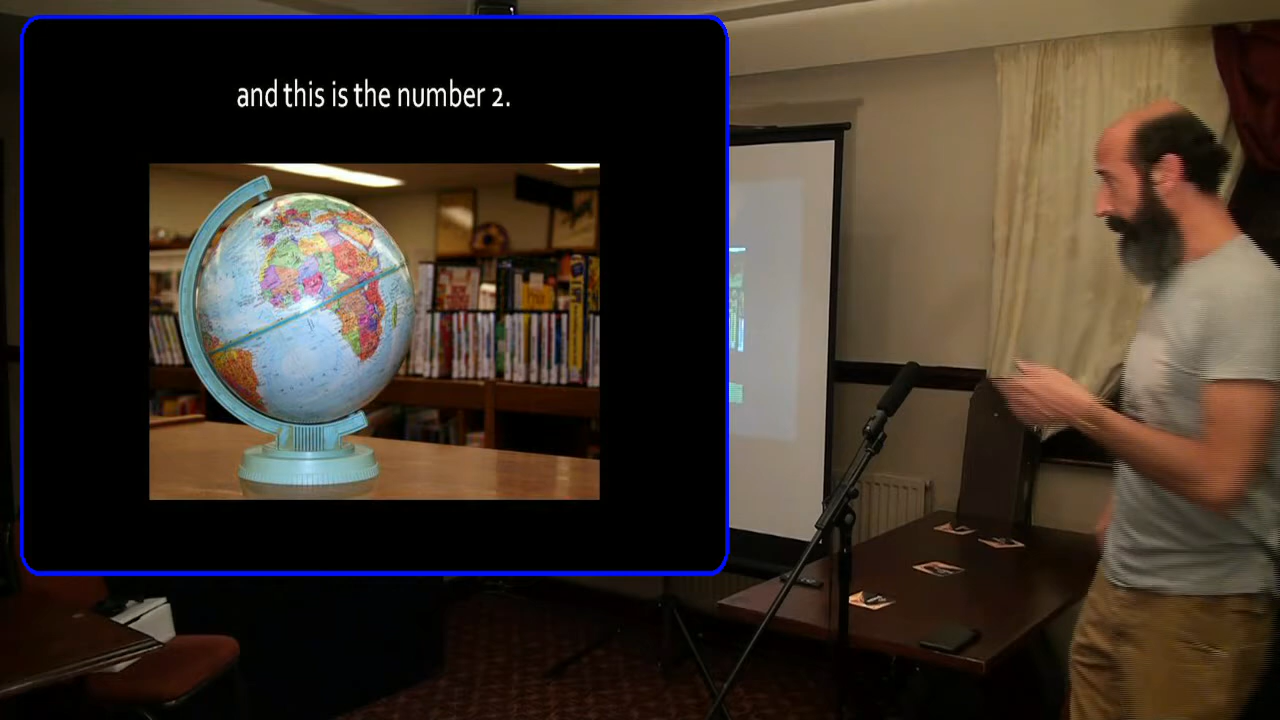 and this is the number 2.